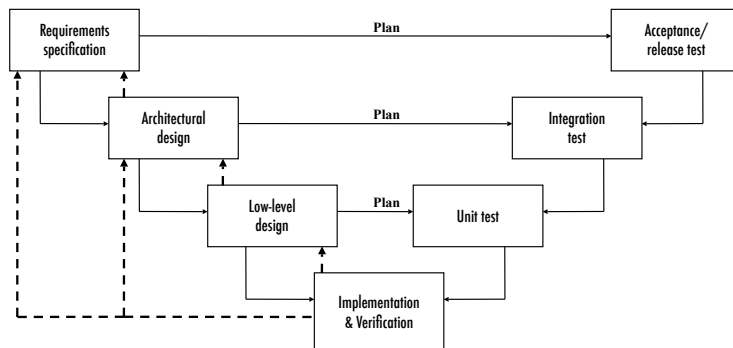 Requirements
specification
Plan
Acceptance/
release test
Architectural
design
Plan
Integration
test
Low-level
design
Plan
Unit test
Implementation
& Verification